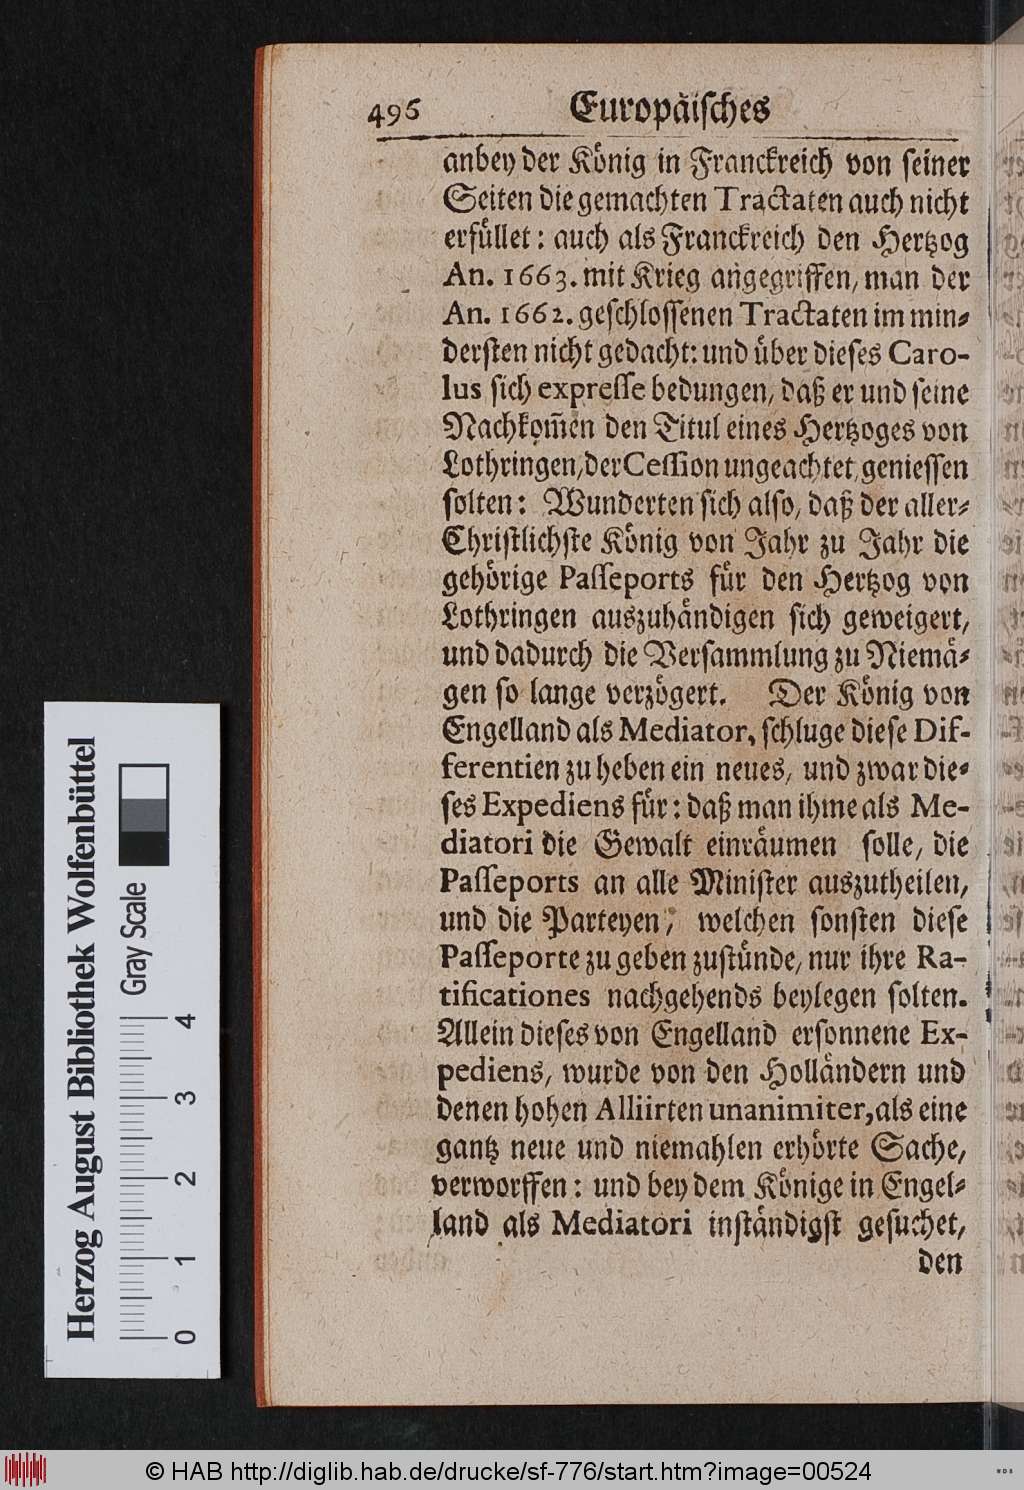 496 Europäiſches
anbey der König in Franckreich von ſeiner
Seiten die gemachten Tractaten auch nicht
erfüllet: auch als Franckreich den Hertzog
An. 1663. mit Krieg angegriffen, man der
An. 1662. geſchloſſenen Tractaten im min⸗
derſten nicht gedacht: und über dieſes Caro-
lus ſich expreſſe bedungen, daß er und ſeine
Nachkom̃en den Titul eines Hertzoges von
Lothringen, der Ceſſion ungeachtet, genieſſen
ſolten: Wunderten ſich alſo, daß der aller⸗
Chriſtlichſte König von Jahr zu Jahr die
gehörige Paſſeports für den Hertzog von
Lothringen auszuhändigen ſich geweigert,
und dadurch die Verſammlung zu Niemä⸗
gen ſo lange verzögert. Der König von
Engelland als Mediator, ſchluge dieſe Dif-
ferentien zu heben ein neues, und zwar die⸗
ſes Expediens für: daß man ihme als Me-
diatori die Gewalt einräumen ſolle, die
Paſſeports an alle Miniſter auszutheilen,
und die Parteyen, welchen ſonſten dieſe
Paſſeporte zu geben zuſtünde, nur ihre Ra-
tificationes nachgehends beylegen ſolten.
Allein dieſes von Engelland erſonnene Ex-
pediens, wurde von den Holländern und
denen hohen Alliirten unanimiter, als eine
gantz neue und niemahlen erhörte Sache,
verworffen: und bey dem Könige in Engel⸗
land als Mediatori inſtändigſt geſuchet,
den
Herzog August Bibliothek Wolfenbüttel
Gray Scale
0 1 2 3 4
© HAB http://diglib.hab.de/drucke/sf-776/start.htm?image=00524